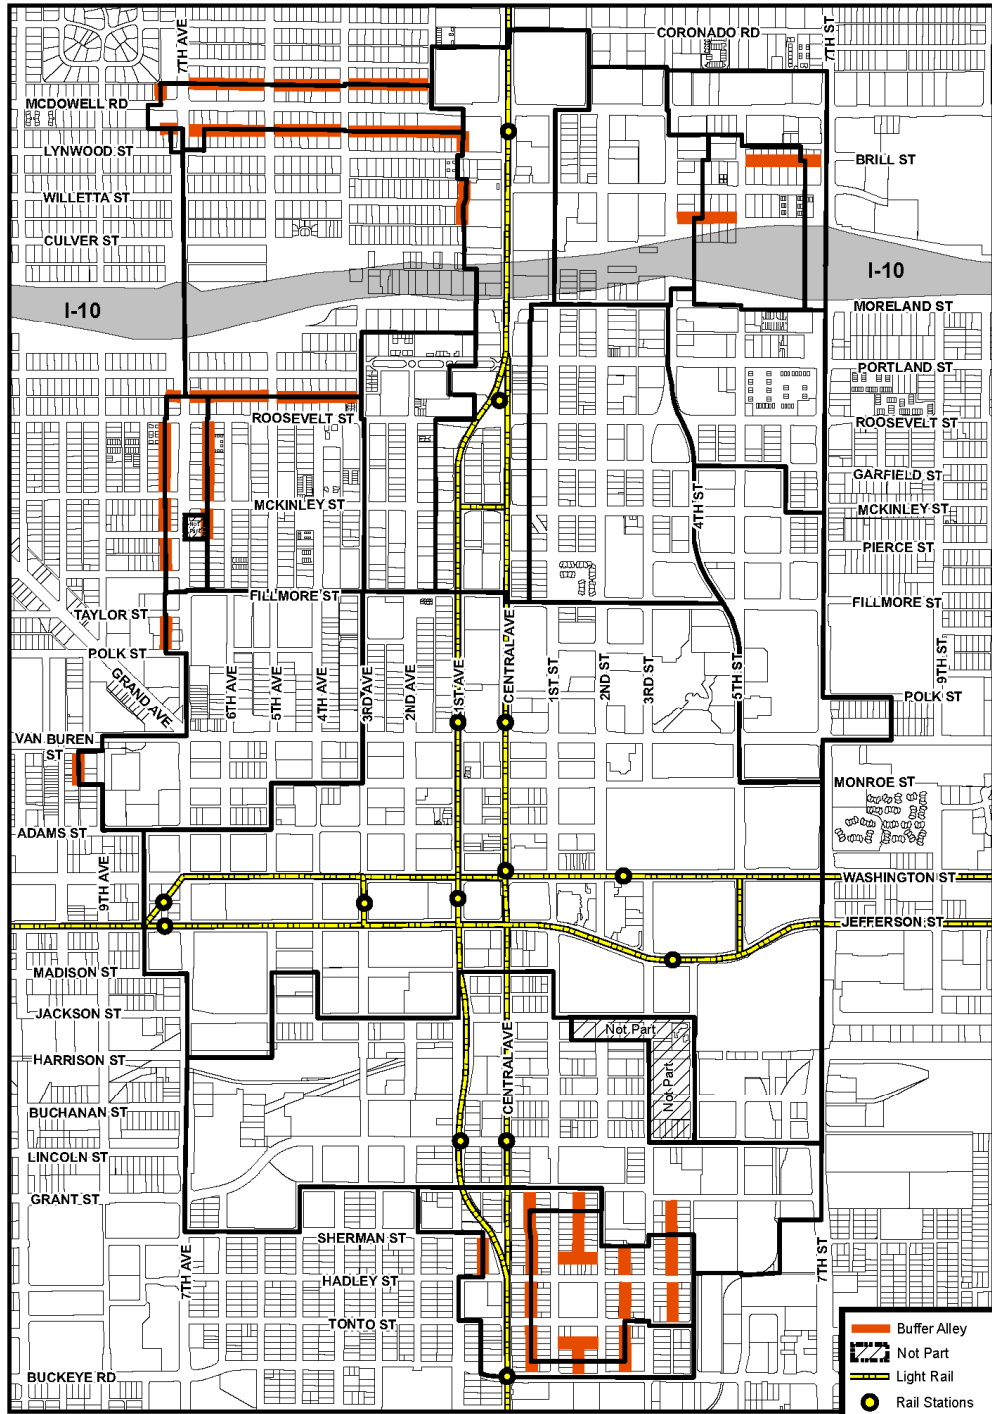 7TH AVE
CORONADO RD
7TH ST
MCDOWELL RD
LYNWOOD ST
BRILL ST
WILLETTA ST
CULVER ST
I-10
I-10
MORELAND ST
PORTLAND ST
ROOSEVELT ST
ROOSEVELT ST
GARFIELD ST
MCKINLEY ST
4TH ST
MCKINLEY ST
PIERCE ST
FILLMORE ST
FILLMORE ST
TAYLOR ST
POLK ST
GRAND AVE
6TH AVE
5TH AVE
4TH AVE
3RD AVE
2ND AVE
1ST AVE
CENTRAL AVE
1ST ST
2ND ST
3RD ST
5TH ST
9TH ST
POLK ST
VAN BUREN
ST
MONROE ST
ADAMS ST
9TH AVE
WASHINGTON ST
JEFFERSON ST
MADISON ST
JACKSON ST
Not Part
HARRISON ST
CENTRAL AVE
Not Part
BUCHANAN ST
LINCOLN ST
GRANT ST
SHERMAN ST
7TH AVE
HADLEY ST
7TH ST
TONTO ST
BUCKEYE RD
Buffer Alley
Not Part
Light Rail
Rail Stations